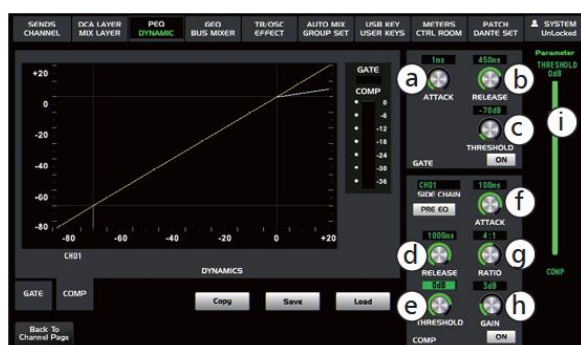 SENDS CHANNEL
DCA LAYER MIX LAYER
PEQ DYNAMIC
GEQ BUS MIXER
TB/OSC EFFECT
AUTO MIX GROUP SET
USB KEY USER KEYS
METERS CTRL ROOM
PATCH DANTE SET
SYSTEM UnLocked
+20
0
-20
-40
-60
-80
-80 -60 -40 -20 0 +20
CH01
DYNAMICS
GATE
COMP
0
-6
-12
-18
-24
-30
-36
1ms 450ms
a b
ATTACK RELEASE
-70dB
c
THRESHOLD
GATE ON
CH01 100ms
SIDE CHAIN f
PRE EQ ATTACK
1000ms 4:1
d g
RELEASE RATIO
0dB 3dB
e h
THRESHOLD GAIN
COMP ON
Parameter
THRESHOLD
0dB
i
COMP
GATE COMP
Copy Save Load
Back To
Channel Page